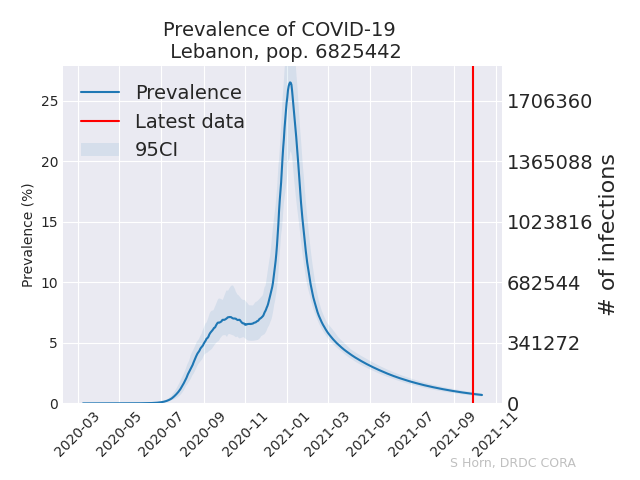 Prevalence of COVID-19
Lebanon, pop. 6825442
Prevalence
Latest data
95CI
Prevalence (%)
25
20
15
10
5
0
1706360
1365088
1023816
682544
341272
0
# of infections
2020-03
2020-05
2020-07
2020-09
2020-11
2021-01
2021-03
2021-05
2021-07
2021-09
2021-11
S Horn, DRDC CORA